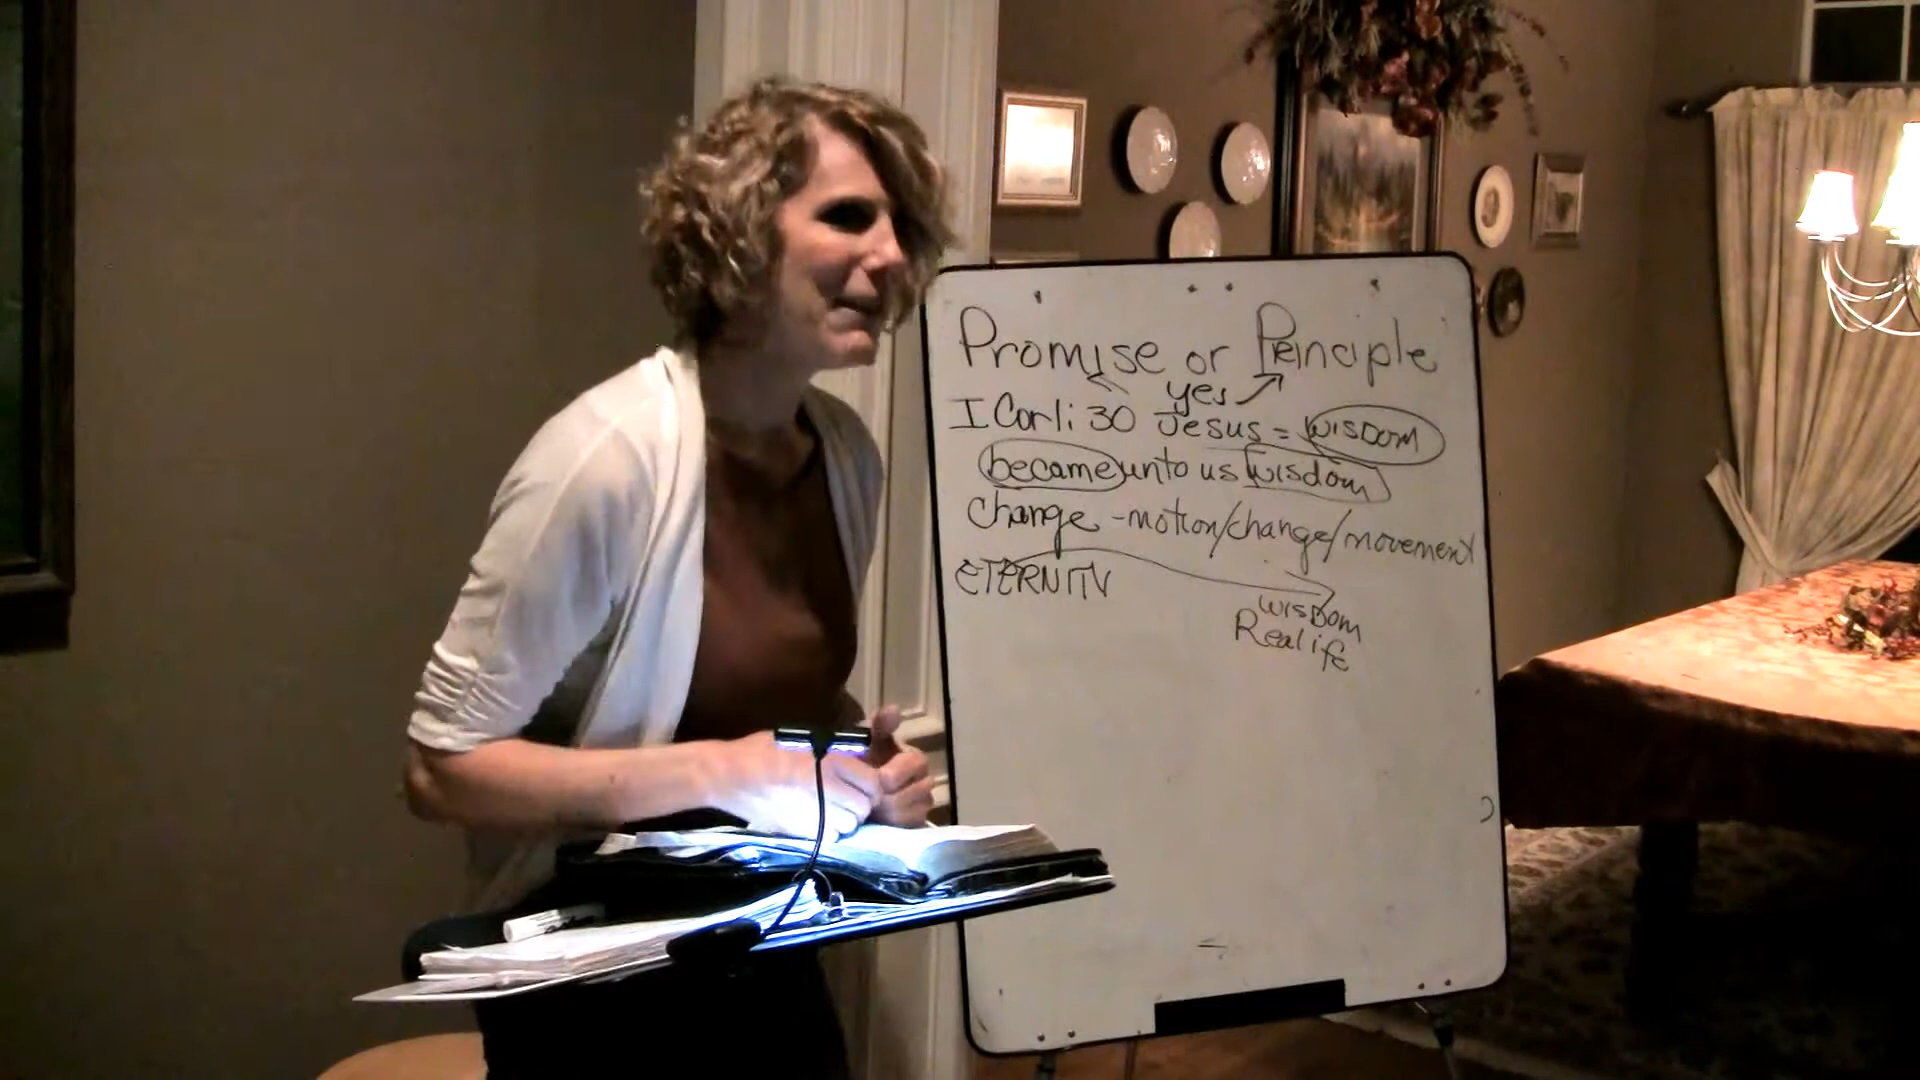 Promise or Principle
yes
I Cor 1:30 Jesus = wisdom
became unto us wisdom
change - motion/change/movement
ETERNITY
wisdom
Real ife